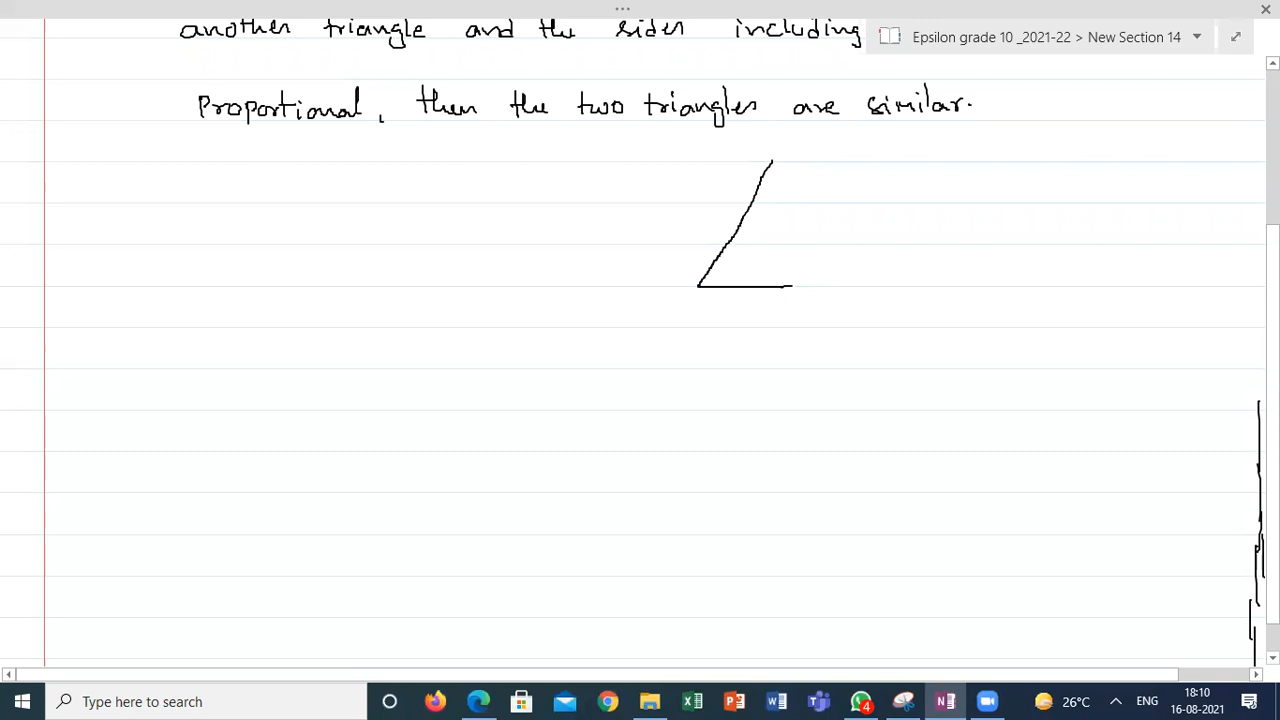 another triangle and the sides including
Epsilon grade 10 _2021-22 > New Section 14
Proportional, then the two triangles are similar.
Type here to search
4
26°C
ENG
18:10
16-08-2021